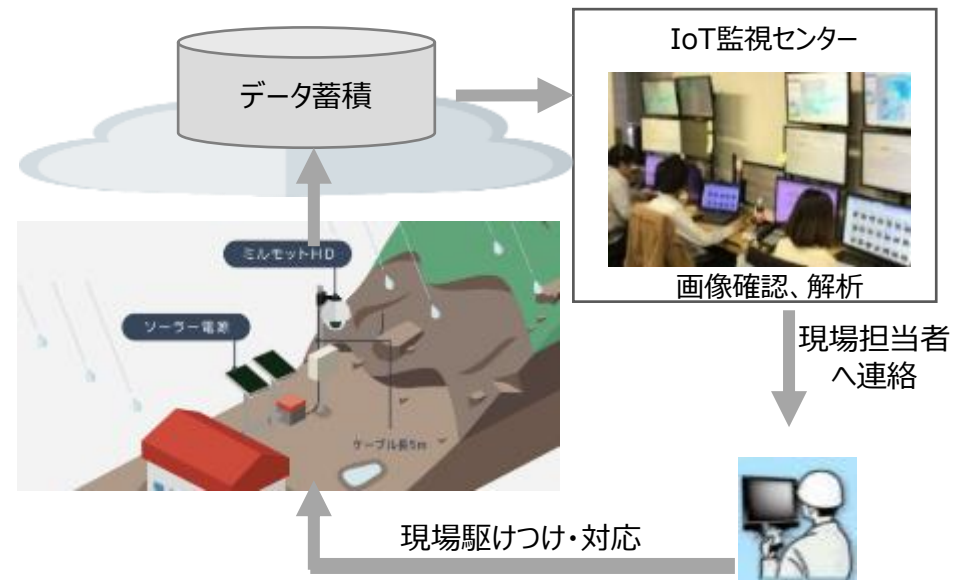 IoT監視センター
データ蓄積
画像確認、解析
ミルモットHD
ソーラー電源
ケーブル長5m
現場担当者
へ連絡
現場駆けつけ・対応